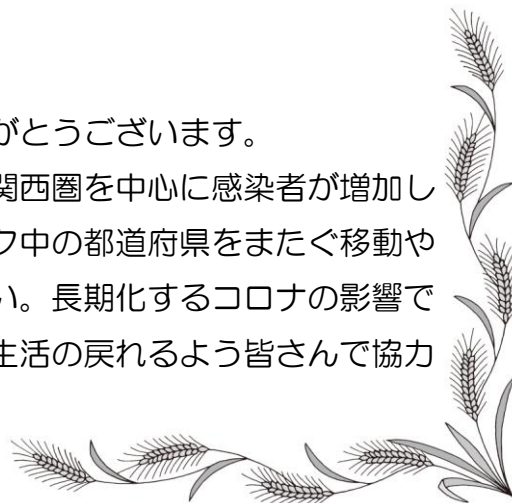 がとうございます。
関西圏を中心に感染者が増加し
ク中の都道府県をまたぐ移動や
い。長期化するコロナの影響で
生活の戻れるよう皆さんで協力